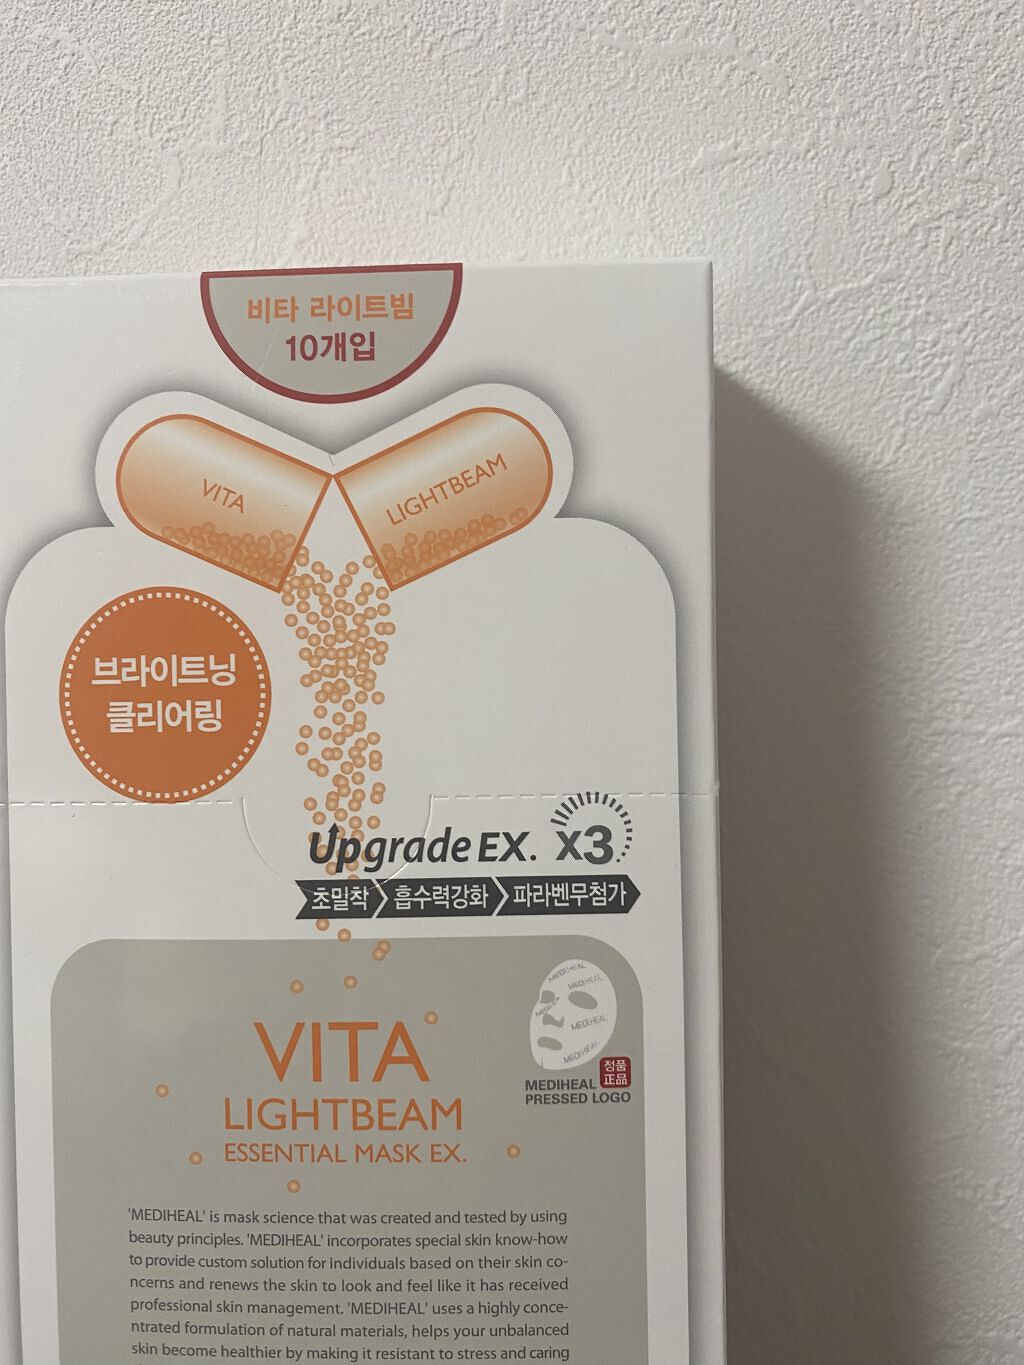 비타 라이트빔
10개입
VITA
LIGHTBEAM
브라이트닝
클리어링
Upgrade EX. x3
초밀착 흡수력강화 파라벤무첨가
MEDIHEAL
MEDIHEAL
MEDIHEAL
MEDIHEAL
MEDIHEAL
정품
正品
MEDIHEAL
PRESSED LOGO
VITA
LIGHTBEAM
ESSENTIAL MASK EX.
'MEDIHEAL' is mask science that was created and tested by using
beauty principles. 'MEDIHEAL' incorporates special skin know-how
to provide custom solution for individuals based on their skin co-
ncerns and renews the skin to look and feel like it has received
professional skin management. 'MEDIHEAL' uses a highly conce-
ntrated formulation of natural materials, helps your unbalanced
skin become healthier by making it resistant to stress and caring